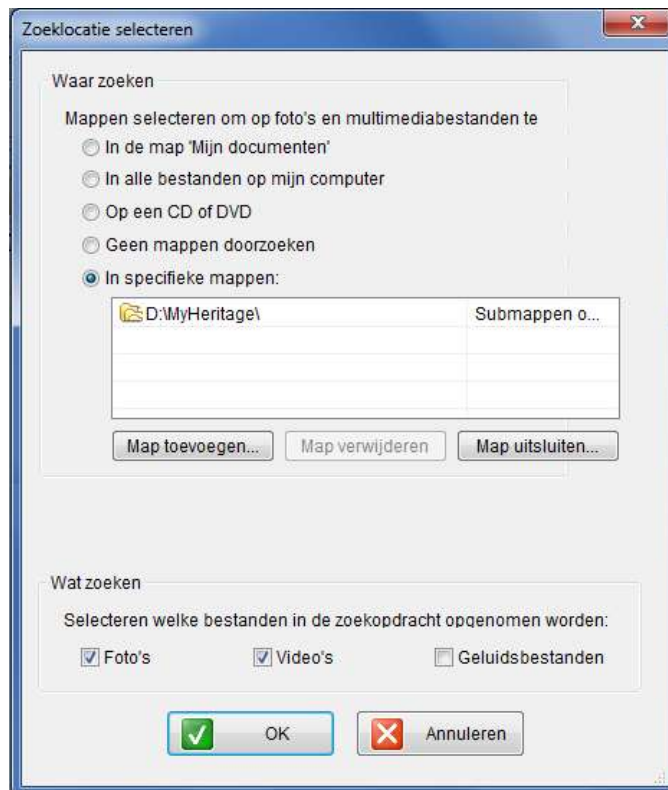 Zoeklocatie selecteren
Waar zoeken
Mappen selecteren om op foto's en multimediabestanden te
In de map 'Mijn documenten'
In alle bestanden op mijn computer
Op een CD of DVD
Geen mappen doorzoeken
In specifieke mappen:
D:\MyHeritage\ Submappen o...
Map toevoegen... Map verwijderen Map uitsluiten...
Wat zoeken
Selecteren welke bestanden in de zoekopdracht opgenomen worden:
Foto's Video's Geluidsbestanden
OK Annuleren